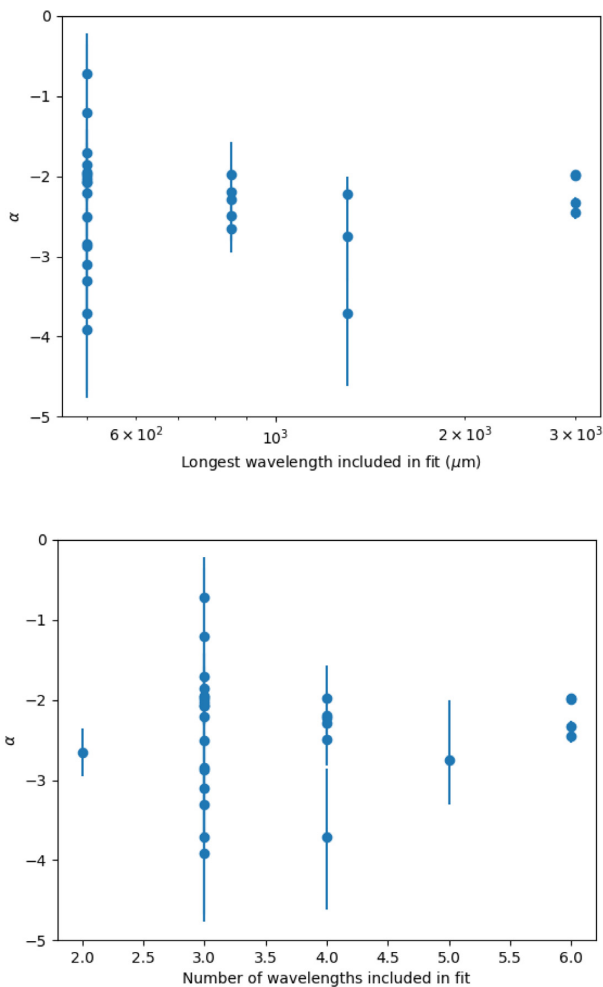 0
−1
−2
−3
−4
−5
α
6 × 10²
10³
2 × 10³
3 × 10³
Longest wavelength included in fit (μm)
0
−1
−2
−3
−4
−5
α
2.0 2.5 3.0 3.5 4.0 4.5 5.0 5.5 6.0
Number of wavelengths included in fit